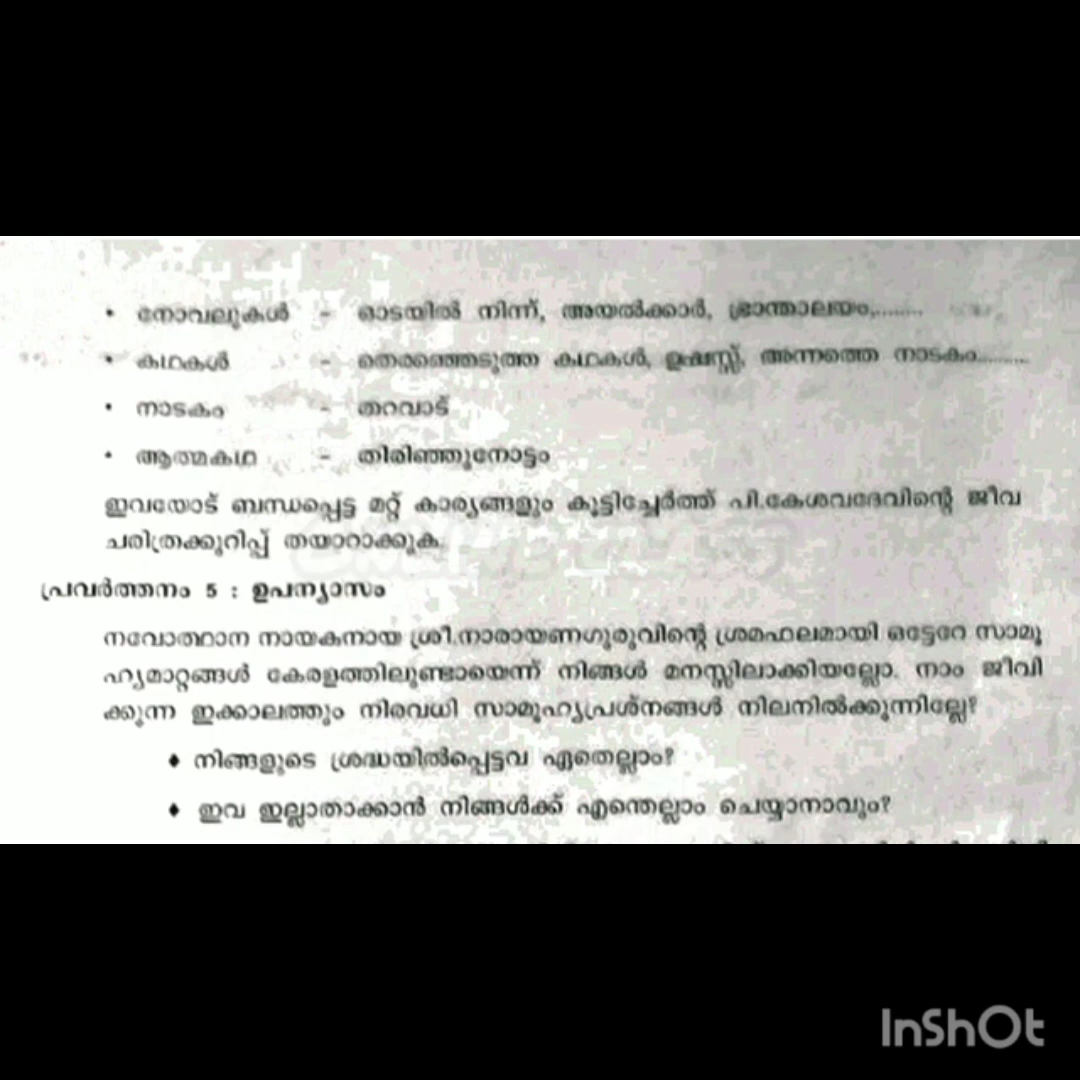 • നോവലുകൾ - ഓടയിൽ നിന്ന്, അയൽക്കാർ, ഭ്രാന്താലയം,........
• കഥകൾ - തെരഞ്ഞെടുത്ത കഥകൾ, ഉഷസ്സ്, അന്നത്തെ നാടകം.........
• നാടകം - തറവാട്
• ആത്മകഥ - തിരിഞ്ഞുനോട്ടം
ഇവയോട് ബന്ധപ്പെട്ട മറ്റ് കാര്യങ്ങളും കൂട്ടിച്ചേർത്ത് പി.കേശവദേവിന്റെ ജീവ
ചരിത്രക്കുറിപ്പ് തയാറാക്കുക.
പ്രവർത്തനം 5 : ഉപന്യാസം
നവോത്ഥാന നായകനായ ശ്രീ.നാരായണഗുരുവിന്റെ ശ്രമഫലമായി ഒട്ടേറേ സാമൂ
ഹ്യമാറ്റങ്ങൾ കേരളത്തിലുണ്ടായെന്ന് നിങ്ങൾ മനസ്സിലാക്കിയല്ലോ. നാം ജീവി
ക്കുന്ന ഇക്കാലത്തും നിരവധി സാമൂഹ്യപ്രശ്നങ്ങൾ നിലനിൽക്കുന്നില്ലേ?
♦ നിങ്ങളുടെ ശ്രദ്ധയിൽപ്പെട്ടവ ഏതെല്ലാം?
♦ ഇവ ഇല്ലാതാക്കാൻ നിങ്ങൾക്ക് എന്തെല്ലാം ചെയ്യാനാവും?
InShOt